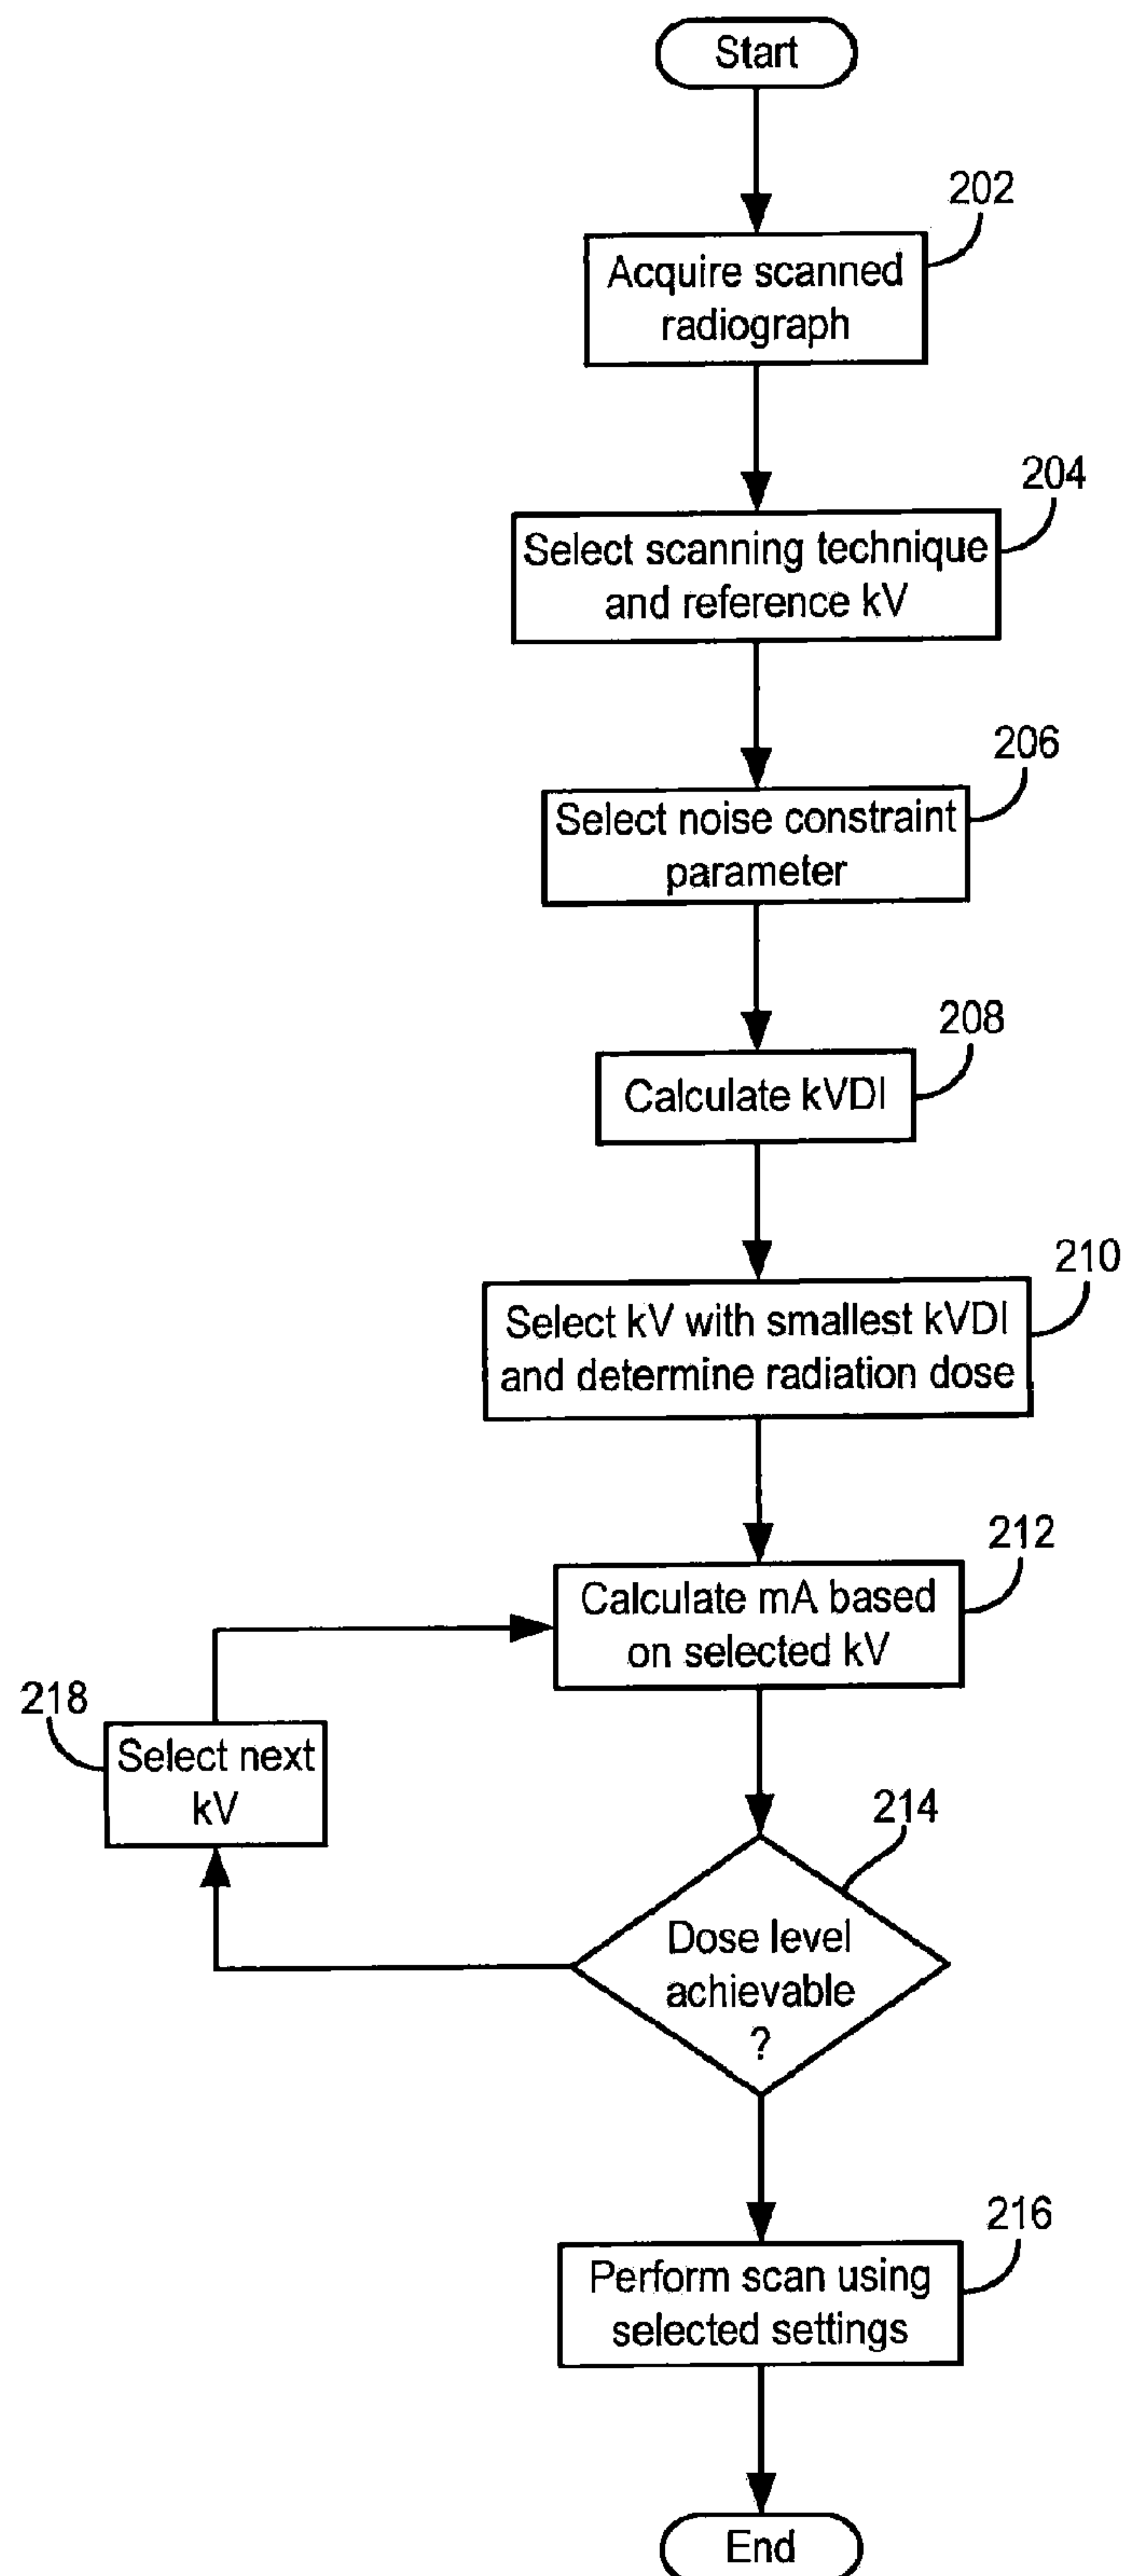 Start
202
Acquire scanned
radiograph
204
Select scanning technique
and reference kV
206
Select noise constraint
parameter
208
Calculate kVDI
210
Select kV with smallest kVDI
and determine radiation dose
212
Calculate mA based
on selected kV
218
Select next
kV
214
Dose level
achievable
?
216
Perform scan using
selected settings
End